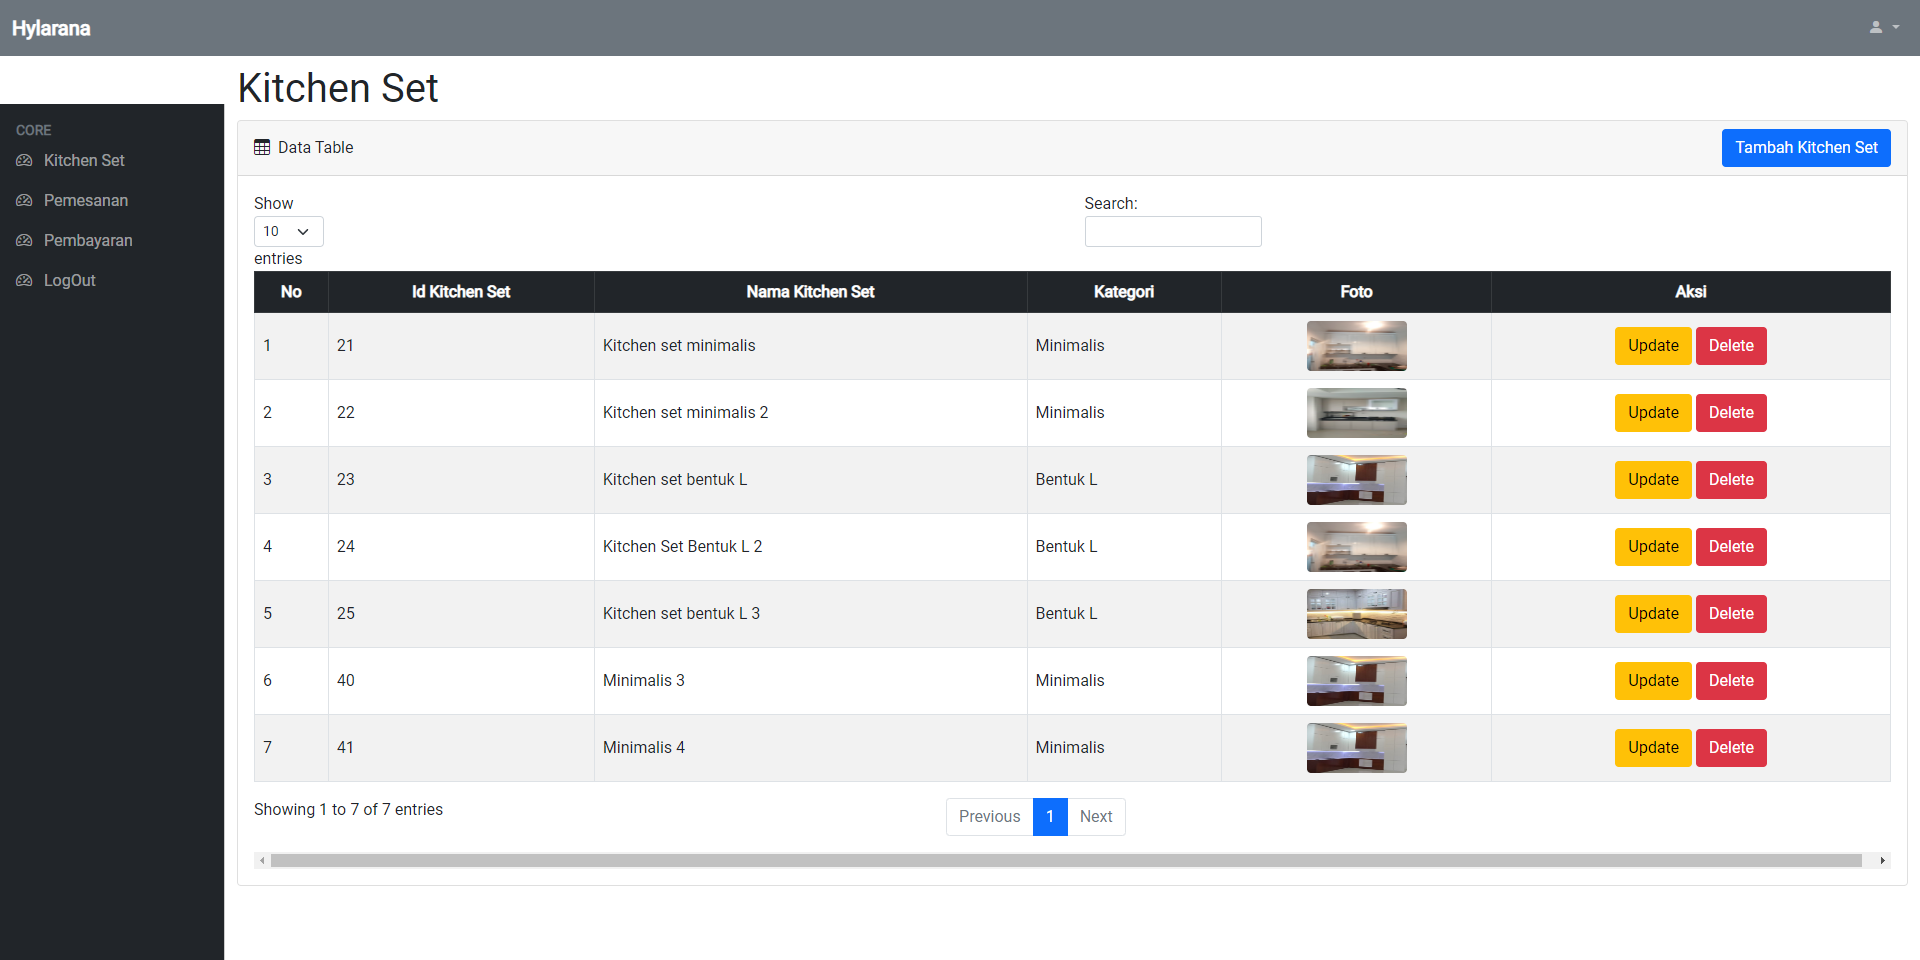 Hylarana
Kitchen Set
CORE
Kitchen Set
Pemesanan
Pembayaran
LogOut
Data Table
Tambah Kitchen Set
Show
10
entries
Search:
No Id Kitchen Set Nama Kitchen Set Kategori Foto Aksi
1 21 Kitchen set minimalis Minimalis Update Delete
2 22 Kitchen set minimalis 2 Minimalis Update Delete
3 23 Kitchen set bentuk L Bentuk L Update Delete
4 24 Kitchen Set Bentuk L 2 Bentuk L Update Delete
5 25 Kitchen set bentuk L 3 Bentuk L Update Delete
6 40 Minimalis 3 Minimalis Update Delete
7 41 Minimalis 4 Minimalis Update Delete
Showing 1 to 7 of 7 entries
Previous 1 Next